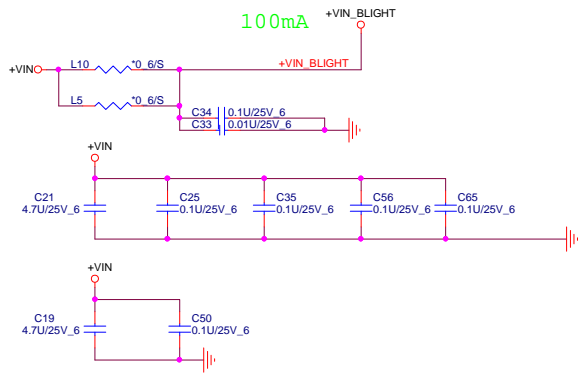 100mA
+VIN_BLIGHT
+VIN
L10
*0_6/S
+VIN_BLIGHT
L5
*0_6/S
C34
0.1U/25V_6
C33
0.01U/25V_6
+VIN
C21
4.7U/25V_6
C25
0.1U/25V_6
C35
0.1U/25V_6
C56
0.1U/25V_6
C65
0.1U/25V_6
+VIN
C19
4.7U/25V_6
C50
0.1U/25V_6